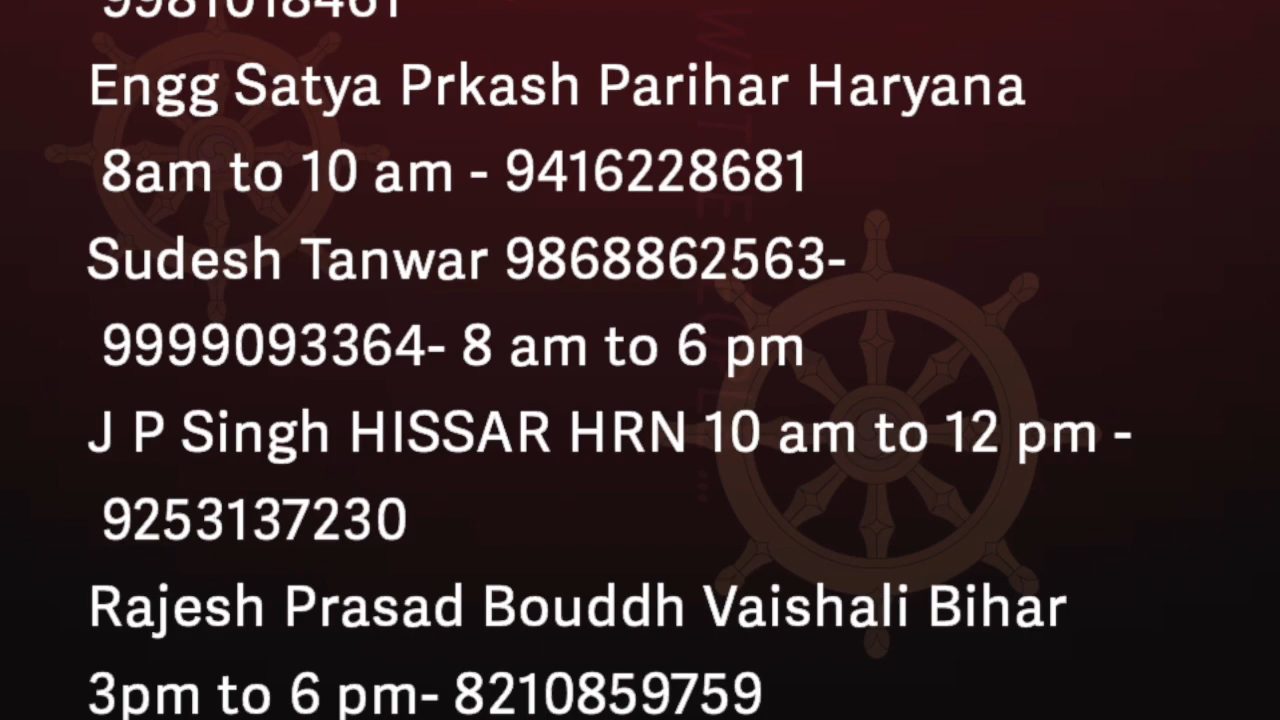 9981018461
Engg Satya Prkash Parihar Haryana
8am to 10 am - 9416228681
Sudesh Tanwar 9868862563-
9999093364- 8 am to 6 pm
J P Singh HISSAR HRN 10 am to 12 pm -
9253137230
Rajesh Prasad Bouddh Vaishali Bihar
3pm to 6 pm- 8210859759